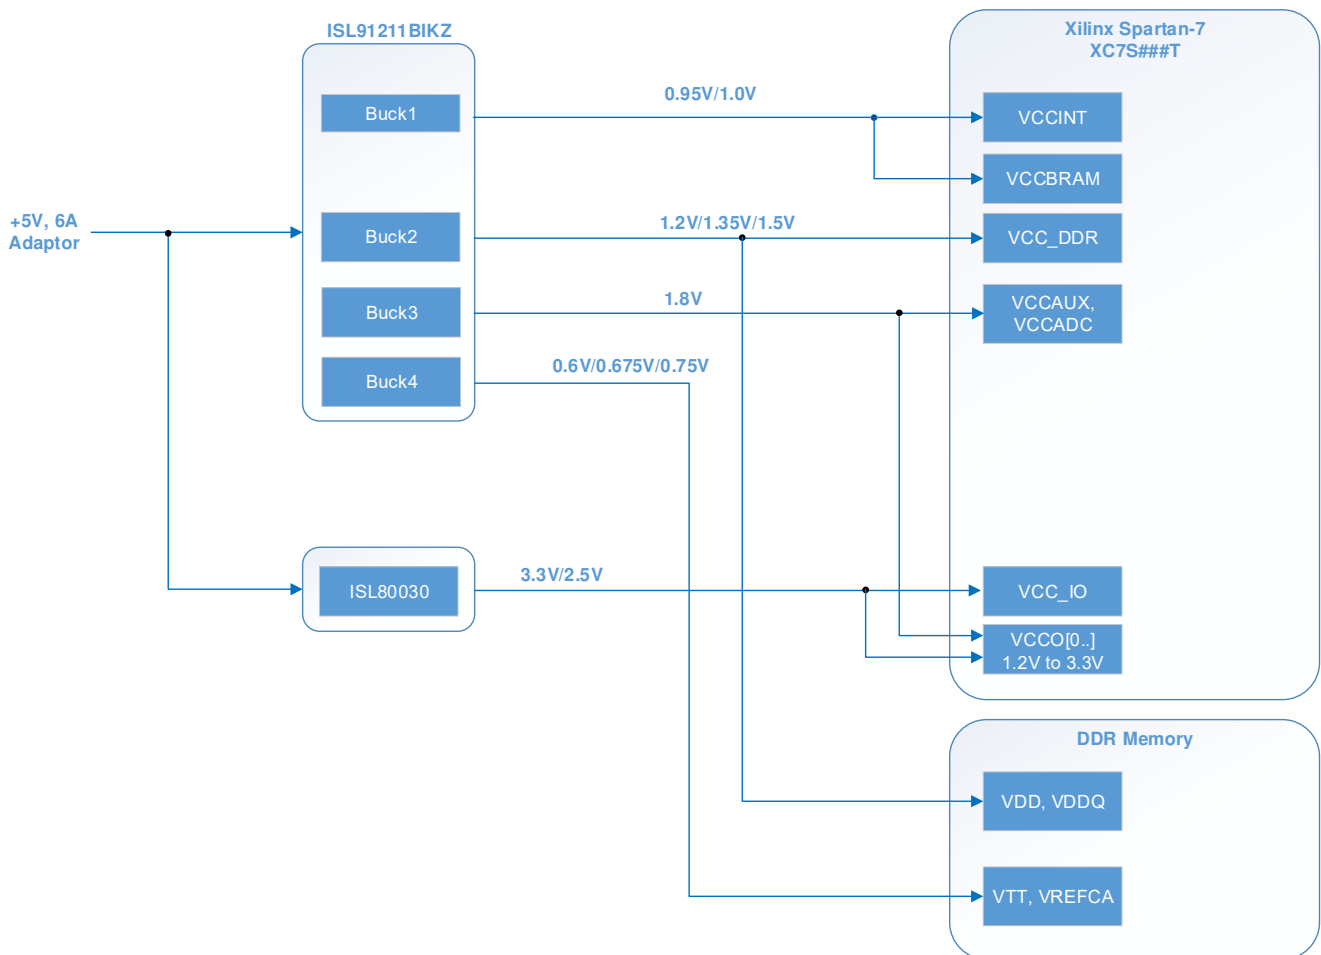 ISL91211BIKZ
Xilinx Spartan-7
XC7S###T
0.95V/1.0V
Buck1
VCCINT
VCCBRAM
+5V, 6A
Adaptor
1.2V/1.35V/1.5V
Buck2
VCC_DDR
1.8V
Buck3
VCCAUX,
VCCADC
0.6V/0.675V/0.75V
Buck4
3.3V/2.5V
ISL80030
VCC_IO
VCCO[0..]
1.2V to 3.3V
DDR Memory
VDD, VDDQ
VTT, VREFCA